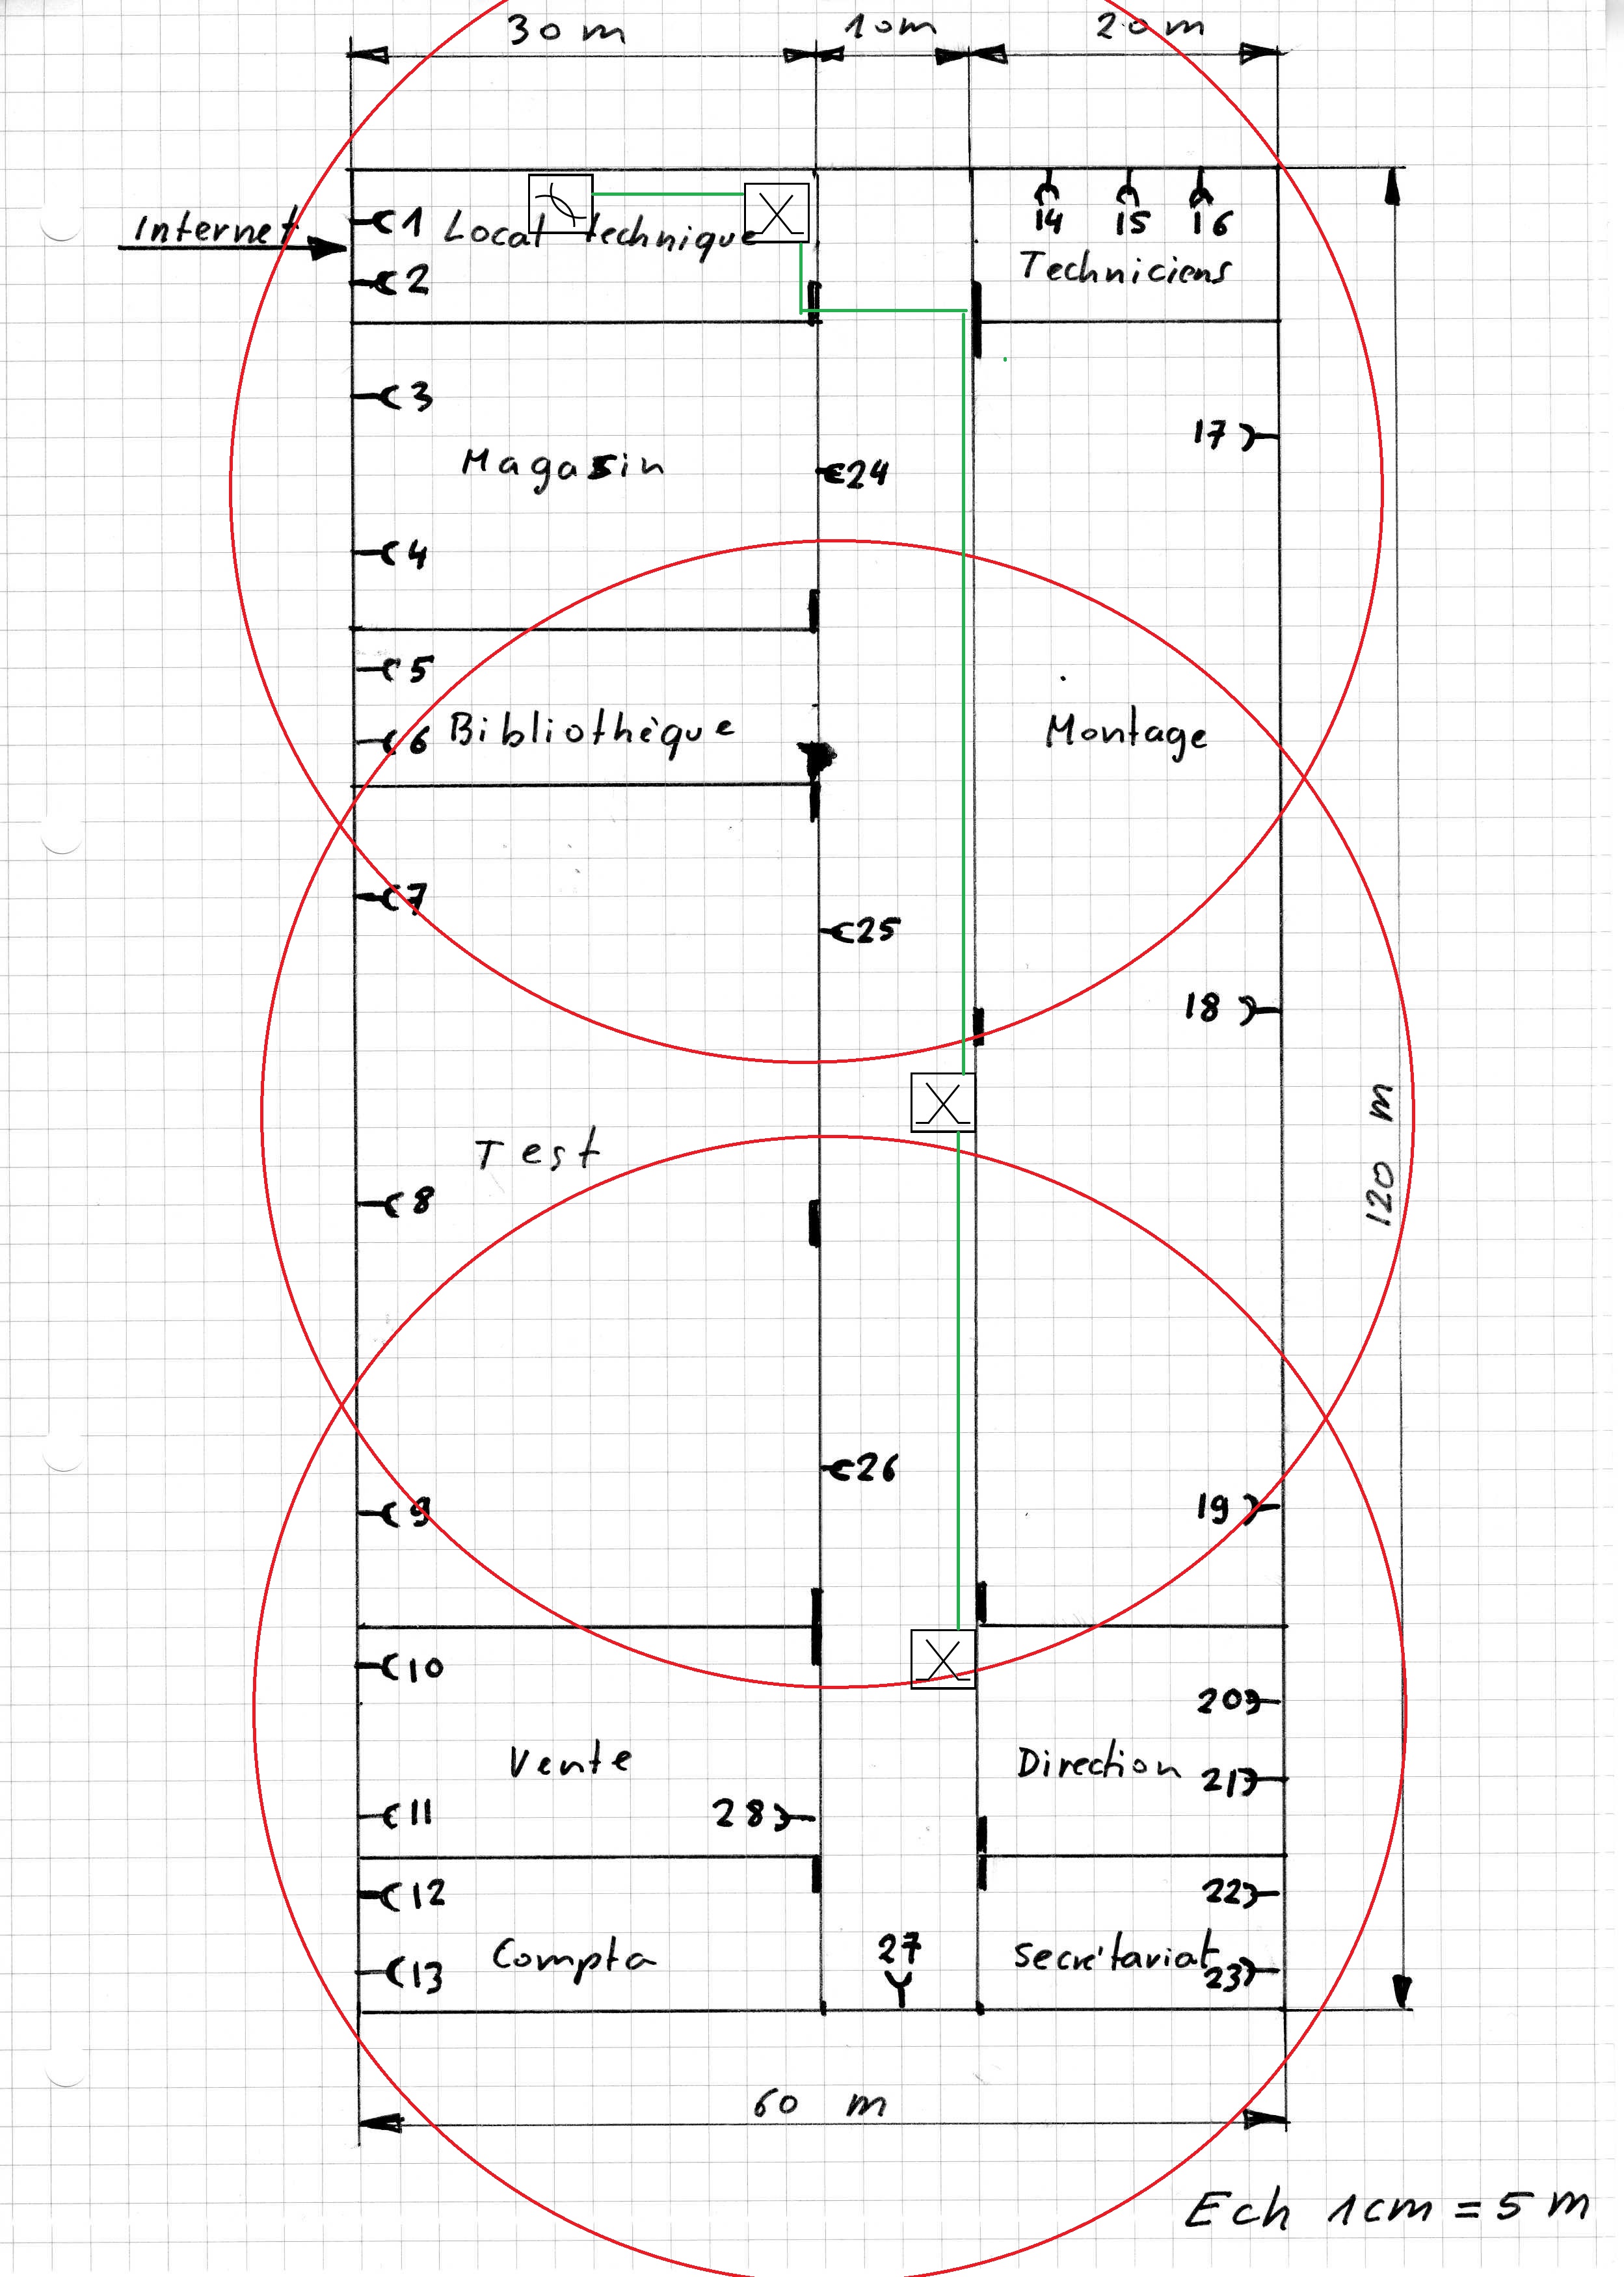 30 m 10m 20 m
Internet
1 Local technique
2
14 15 16
Techniciens
3
17
Magasin
24
4
5
6 Bibliothèque
Montage
7
25
18
120 m
Test
8
26
9
19
10
20
Vente
Direction 21
11
28
12
22
27
Compta
Secrétariat
13
23
60 m
Ech 1cm = 5 m